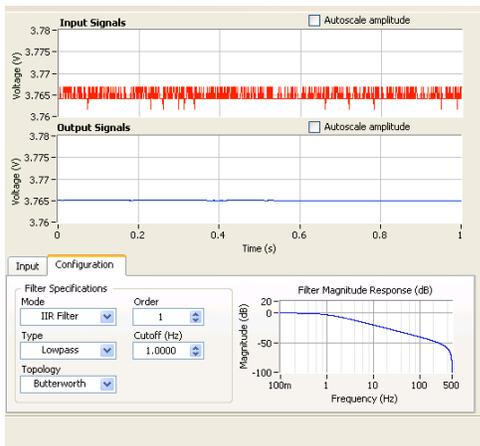 Input Signals
Autoscale amplitude
Voltage (V)
3.78
3.775
3.77
3.765
3.76
Output Signals
Autoscale amplitude
Voltage (V)
3.78
3.775
3.77
3.765
3.76
0 0.2 0.4 0.6 0.8 1
Time (s)
Input Configuration
Filter Specifications
Mode Order
IIR Filter 1
Type Cutoff (Hz)
Lowpass 1.0000
Topology
Butterworth
Filter Magnitude Response (dB)
Magnitude (dB)
20
0
-50
-100
100m 1 10 100 500
Frequency (Hz)